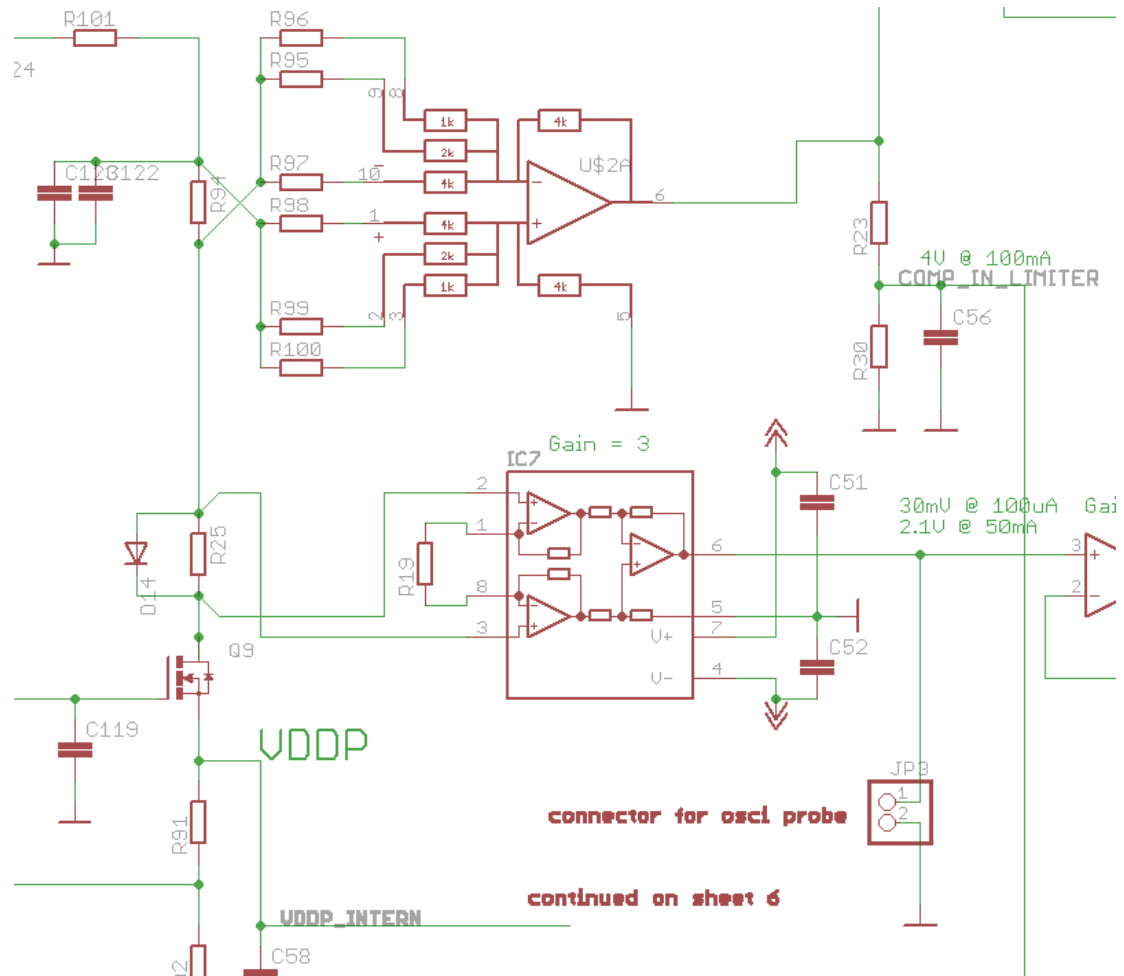 R101
R96
R95
24
9
8
1k
4k
2k
U$2A
C122
R94
R97
-
10
4k
-
6
R98
1
+
4k
+
R23
2k
4V @ 100mA
COMP_IN_LIMITER
1k
4k
R99
2
3
5
C56
R100
R30
Gain = 3
IC7
2
C51
30mV @ 100uA Gai
2.1V @ 50mA
1
R25
R19
6
3
D14
8
2
5
3
V+
7
C52
Q9
V-
4
C119
VDDP
JP3
1
connector for osci probe
2
R91
continued on sheet 6
VDDP_INTERN
C58